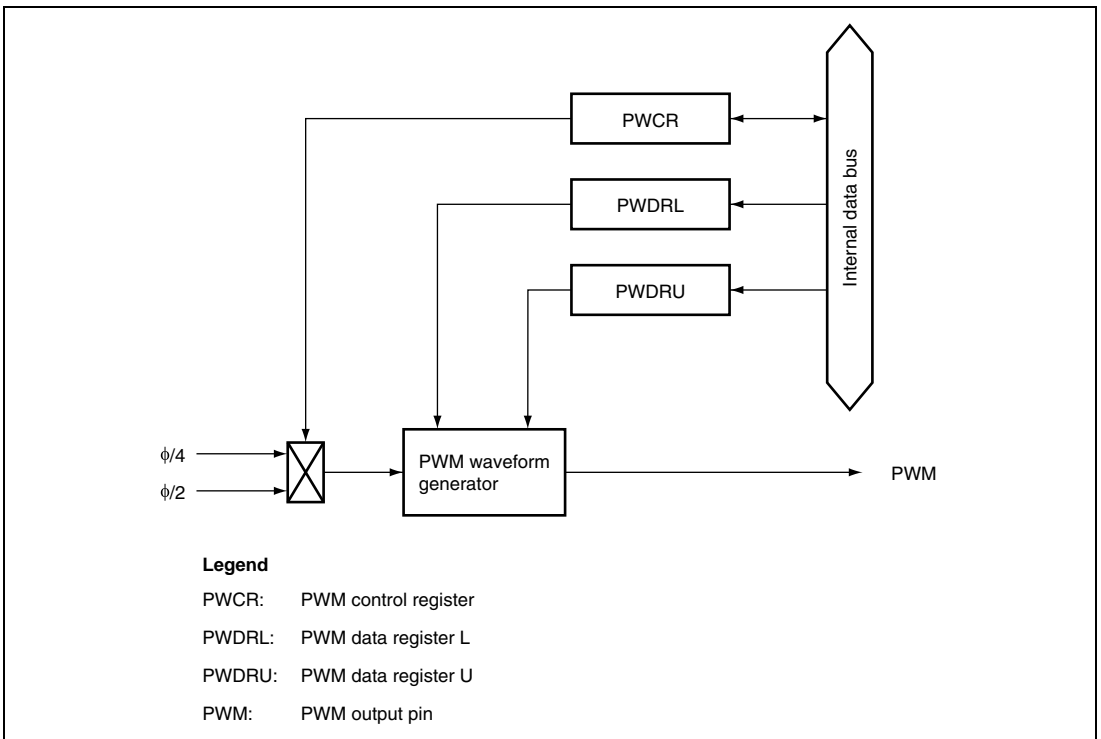 PWCR
PWDRL
PWDRU
Internal data bus
ϕ/4
ϕ/2
PWM waveform
generator
PWM
Legend
PWCR: PWM control register
PWDRL: PWM data register L
PWDRU: PWM data register U
PWM: PWM output pin